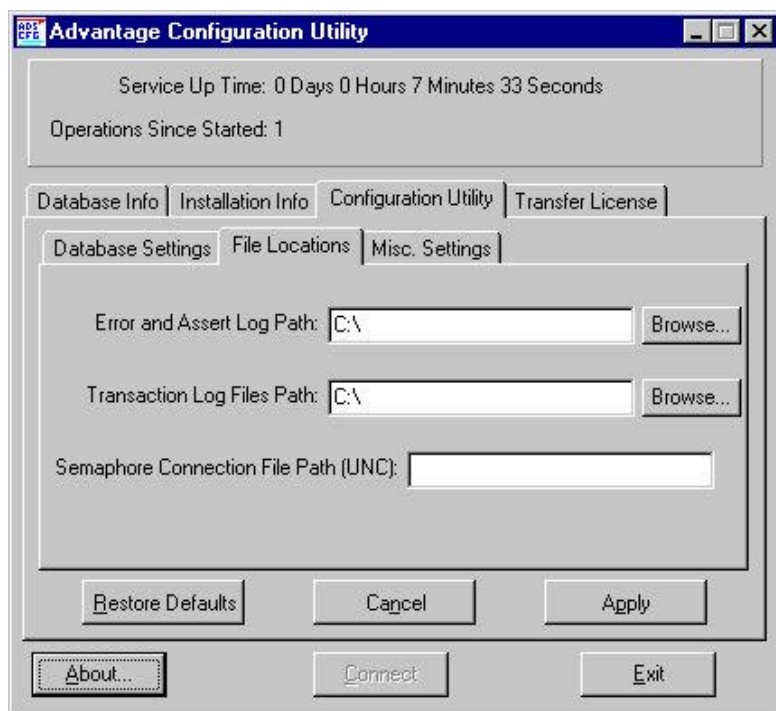 ADS CFG Advantage Configuration Utility
Service Up Time: 0 Days 0 Hours 7 Minutes 33 Seconds
Operations Since Started: 1
Database Info Installation Info Configuration Utility Transfer License
Database Settings File Locations Misc. Settings
Error and Assert Log Path: C:\ Browse...
Transaction Log Files Path: C:\ Browse...
Semaphore Connection File Path (UNC):
Restore Defaults Cancel Apply
About... Connect Exit